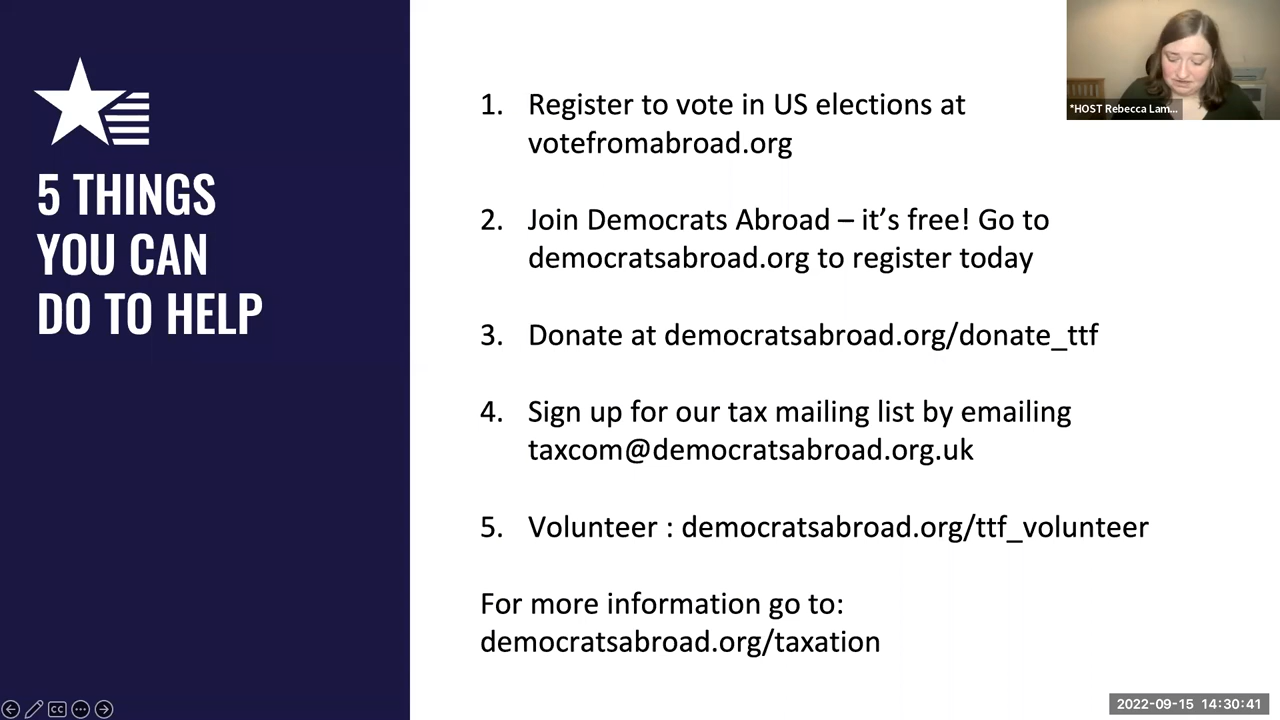 5 THINGS
YOU CAN
DO TO HELP
1. Register to vote in US elections at
votefromabroad.org
2. Join Democrats Abroad – it’s free! Go to
democratsabroad.org to register today
3. Donate at democratsabroad.org/donate_ttf
4. Sign up for our tax mailing list by emailing
taxcom@democratsabroad.org.uk
5. Volunteer : democratsabroad.org/ttf_volunteer
For more information go to:
democratsabroad.org/taxation
*HOST Rebecca Lam...
CC
2022-09-15 14:30:41